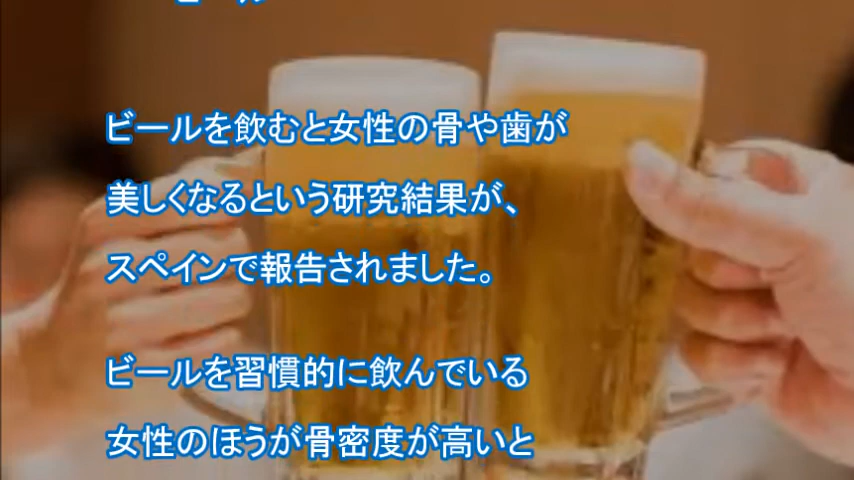 ビールを飲むと女性の骨や歯が
美しくなるという研究結果が、
スペインで報告されました。
ビールを習慣的に飲んでいる
女性のほうが骨密度が高いと